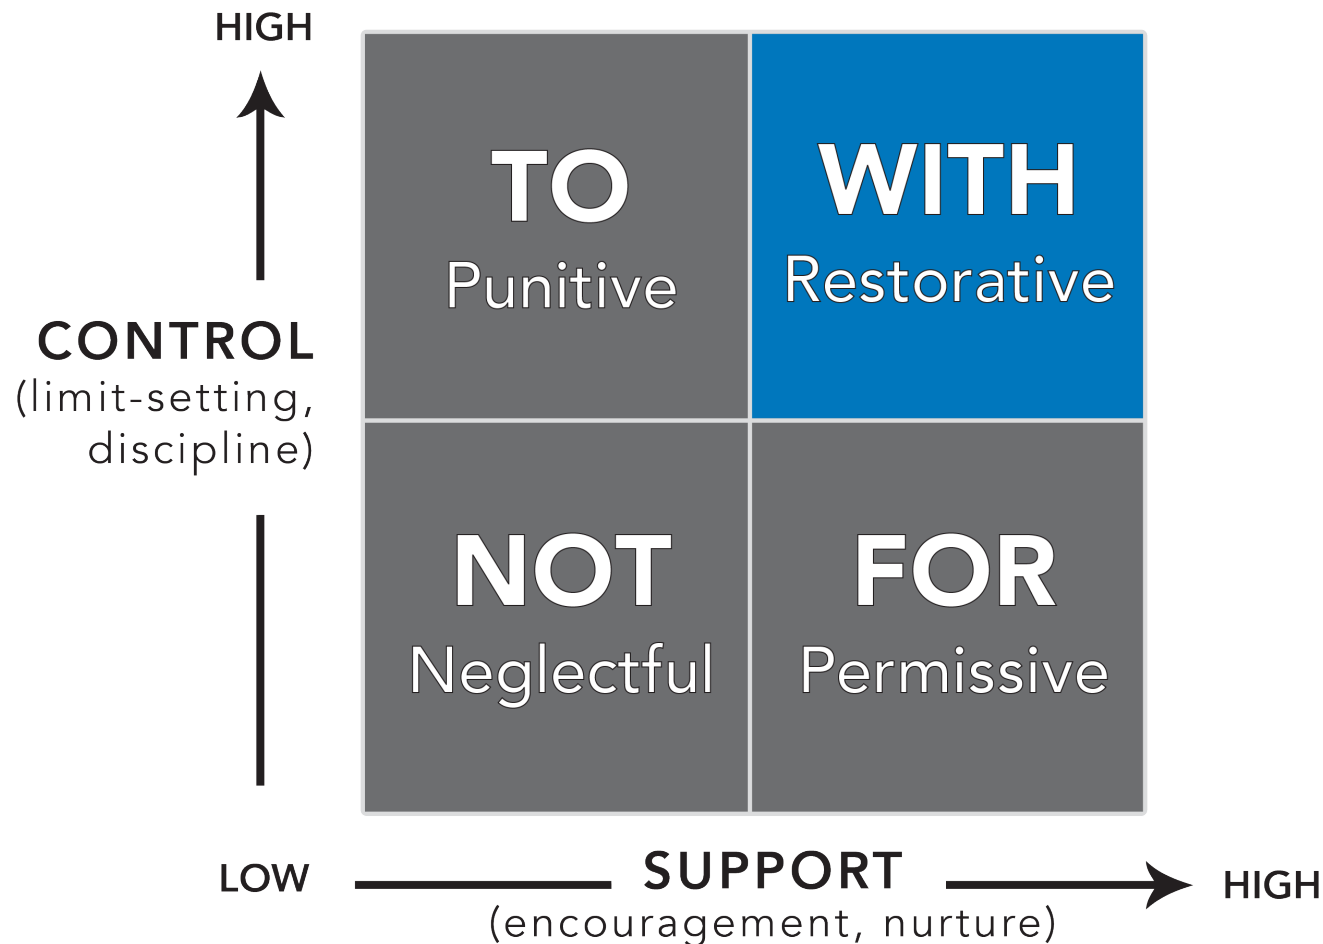 HIGH
TO
Punitive
WITH
Restorative
CONTROL
(limit-setting,
discipline)
NOT
Neglectful
FOR
Permissive
LOW
SUPPORT
(encouragement, nurture)
HIGH